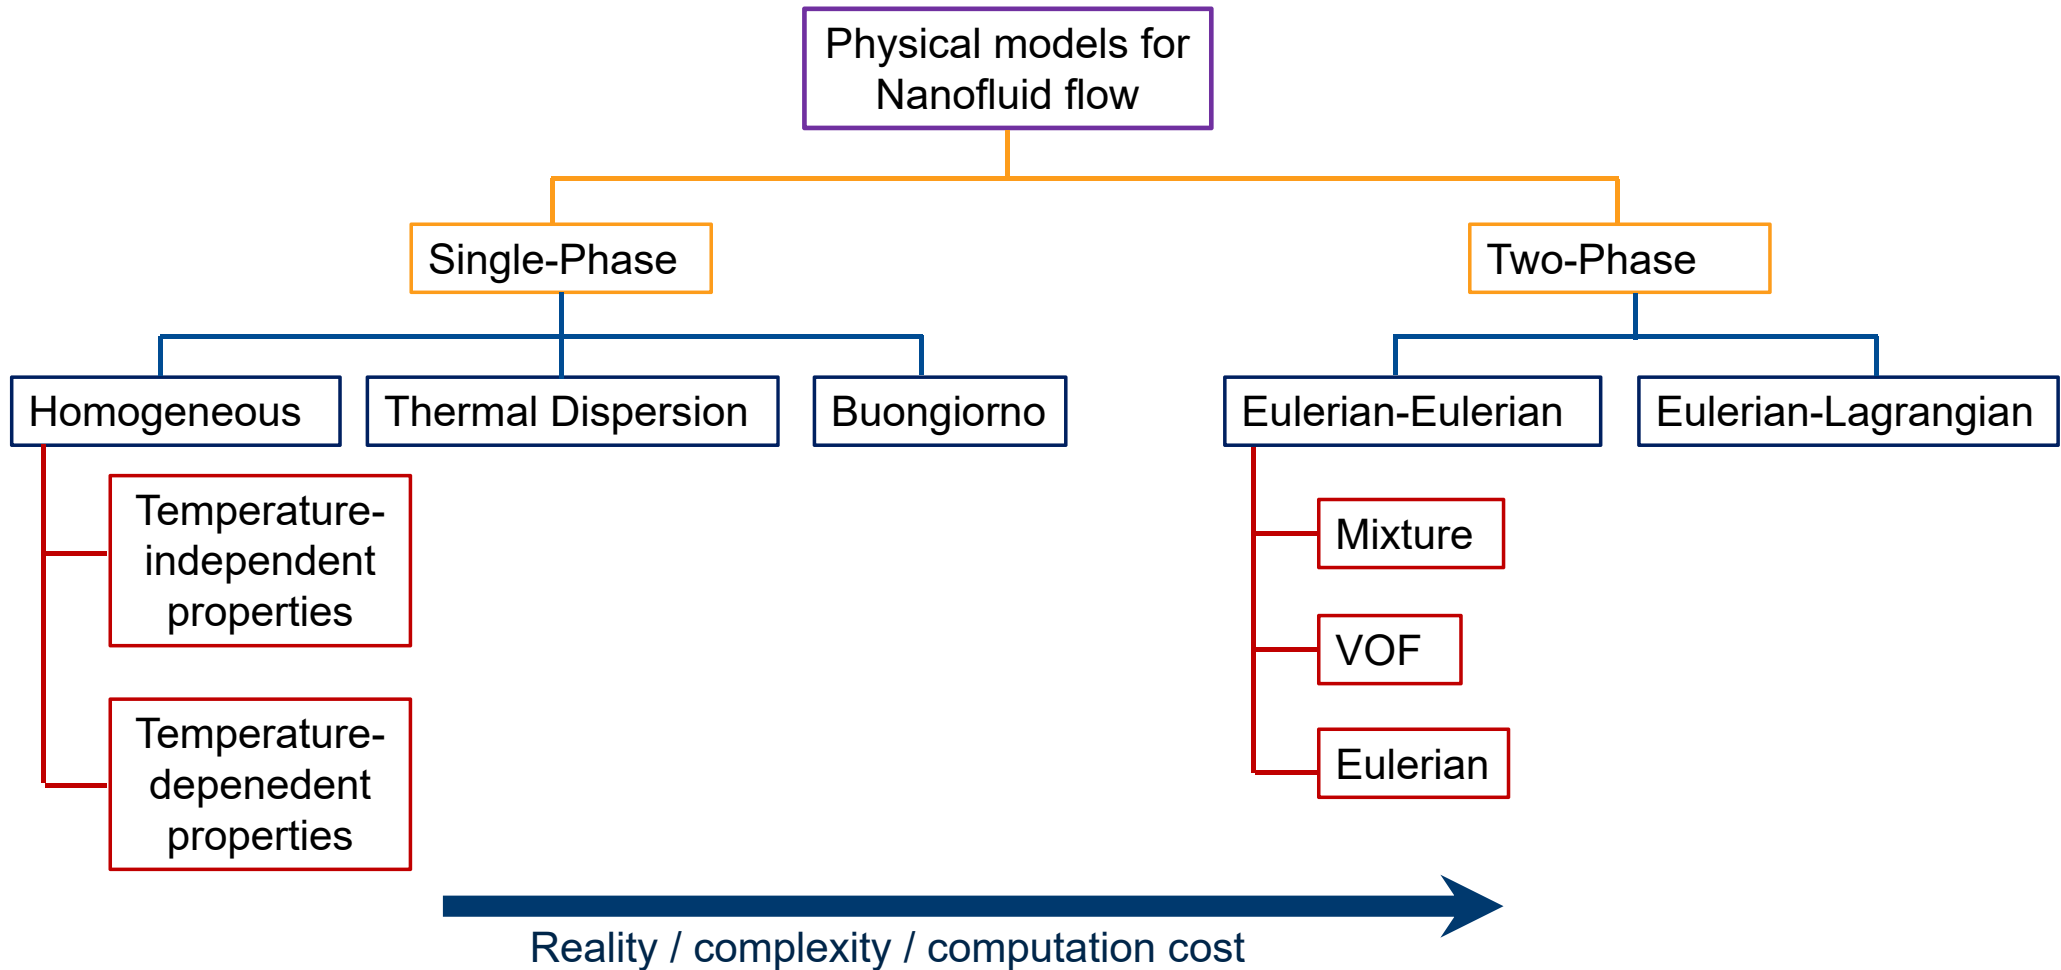 Physical models for
Nanofluid flow
Single-Phase
Two-Phase
Homogeneous
Thermal Dispersion
Buongiorno
Eulerian-Eulerian
Eulerian-Lagrangian
Temperature-
independent
properties
Temperature-
depenedent
properties
Mixture
VOF
Eulerian
Reality / complexity / computation cost